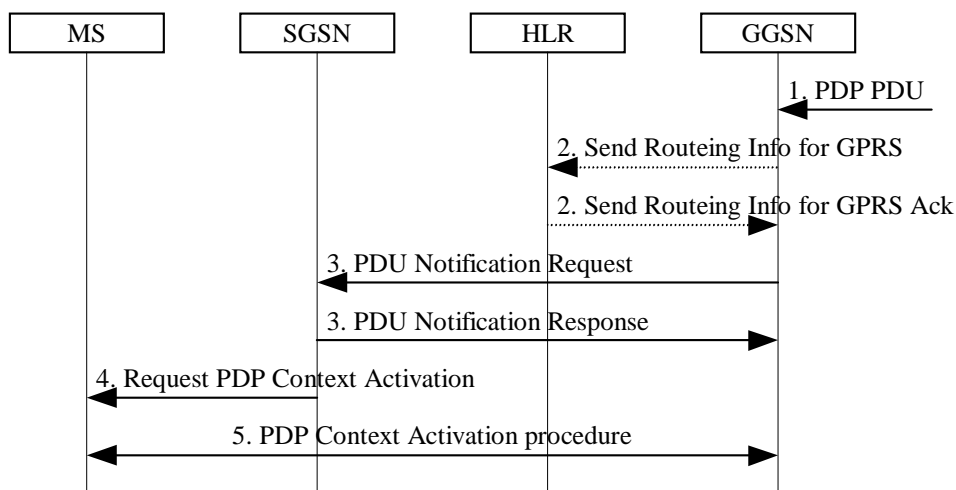 MS
SGSN
HLR
GGSN
1. PDP PDU
2. Send Routeing Info for GPRS
2. Send Routeing Info for GPRS Ack
3. PDU Notification Request
3. PDU Notification Response
4. Request PDP Context Activation
5. PDP Context Activation procedure